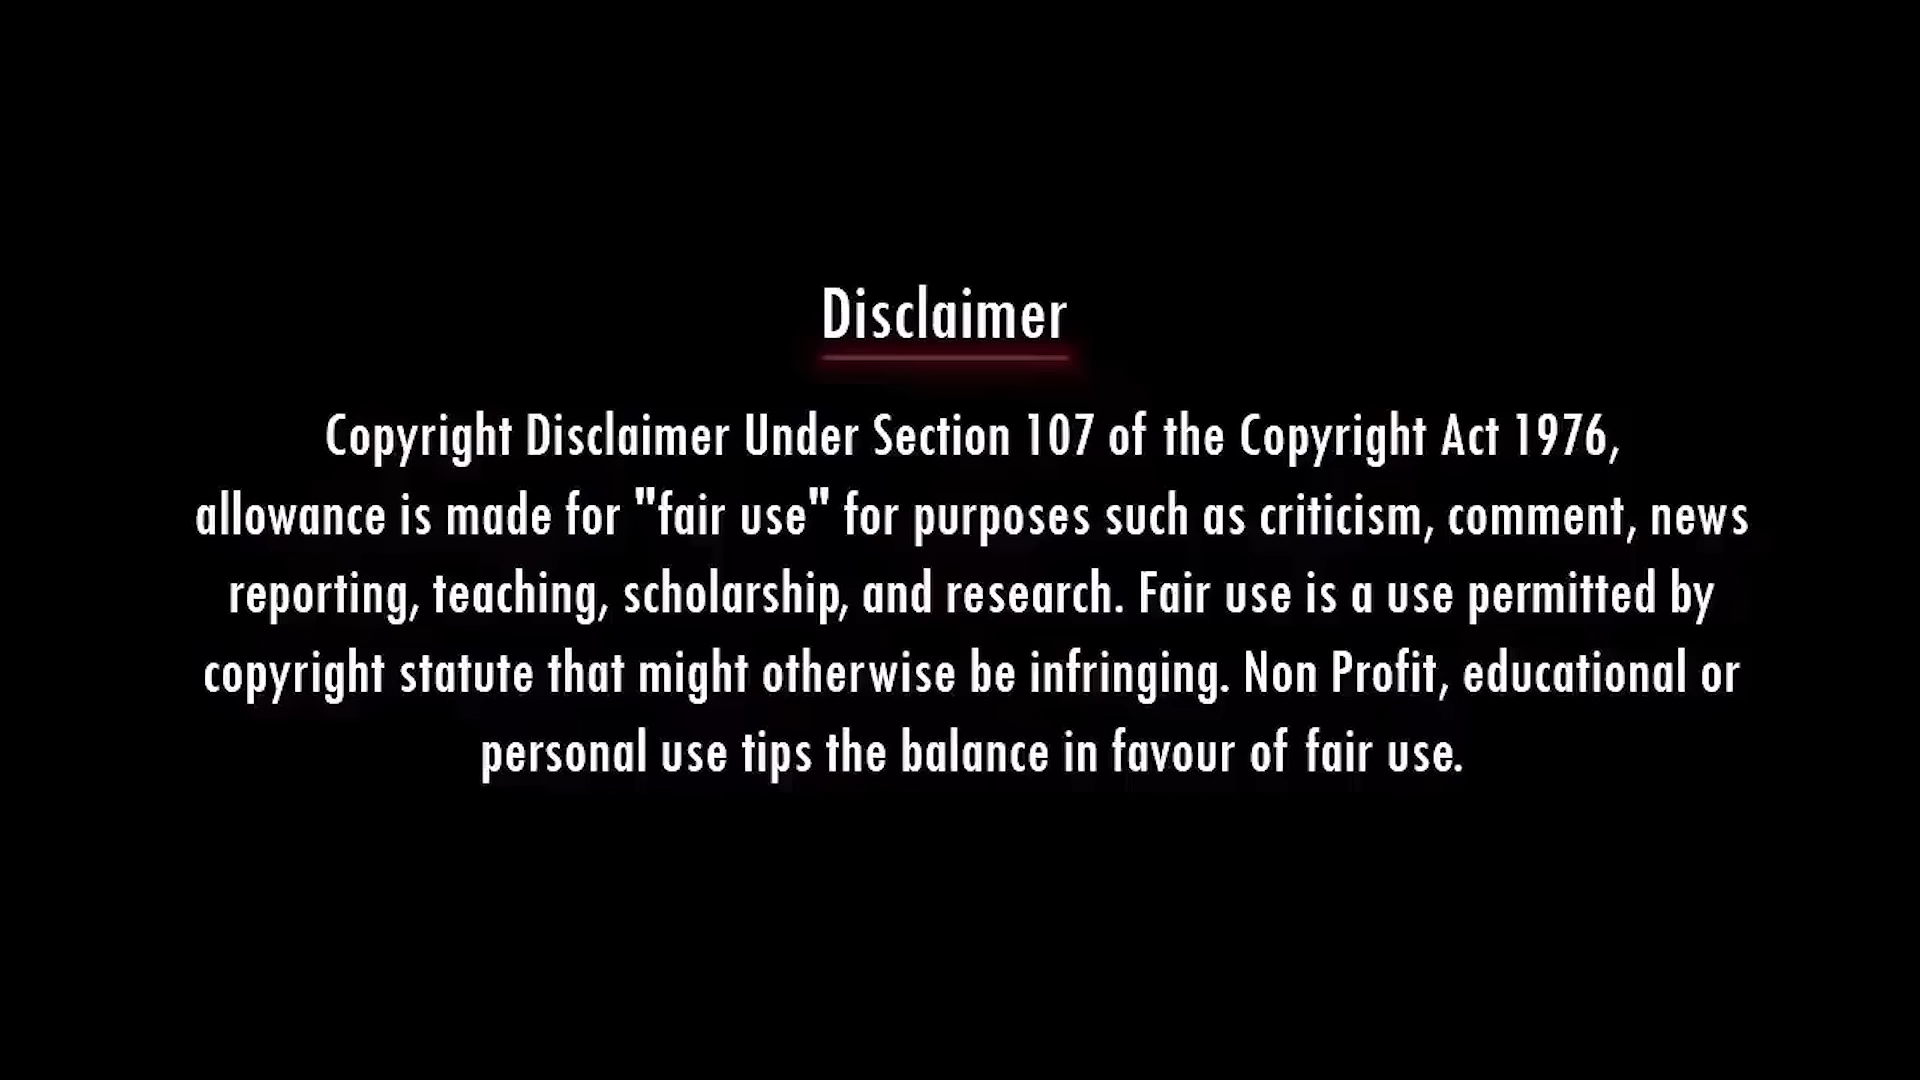 Disclaimer
Copyright Disclaimer Under Section 107 of the Copyright Act 1976,
allowance is made for "fair use" for purposes such as criticism, comment, news
reporting, teaching, scholarship, and research. Fair use is a use permitted by
copyright statute that might otherwise be infringing. Non Profit, educational or
personal use tips the balance in favour of fair use.